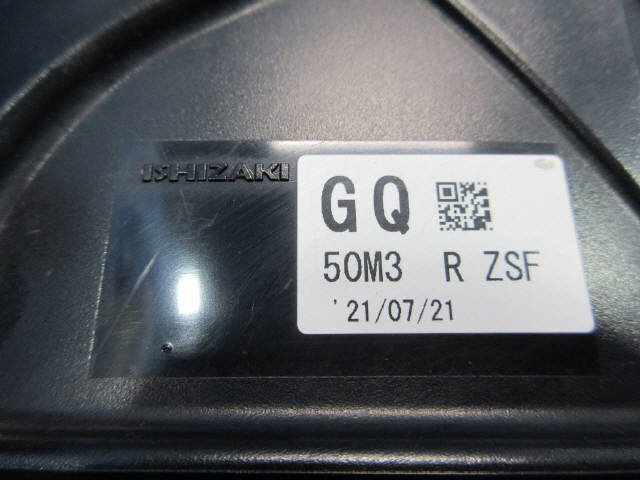 ISHIZAKI
GQ
50M3 R ZSF
'21/07/21